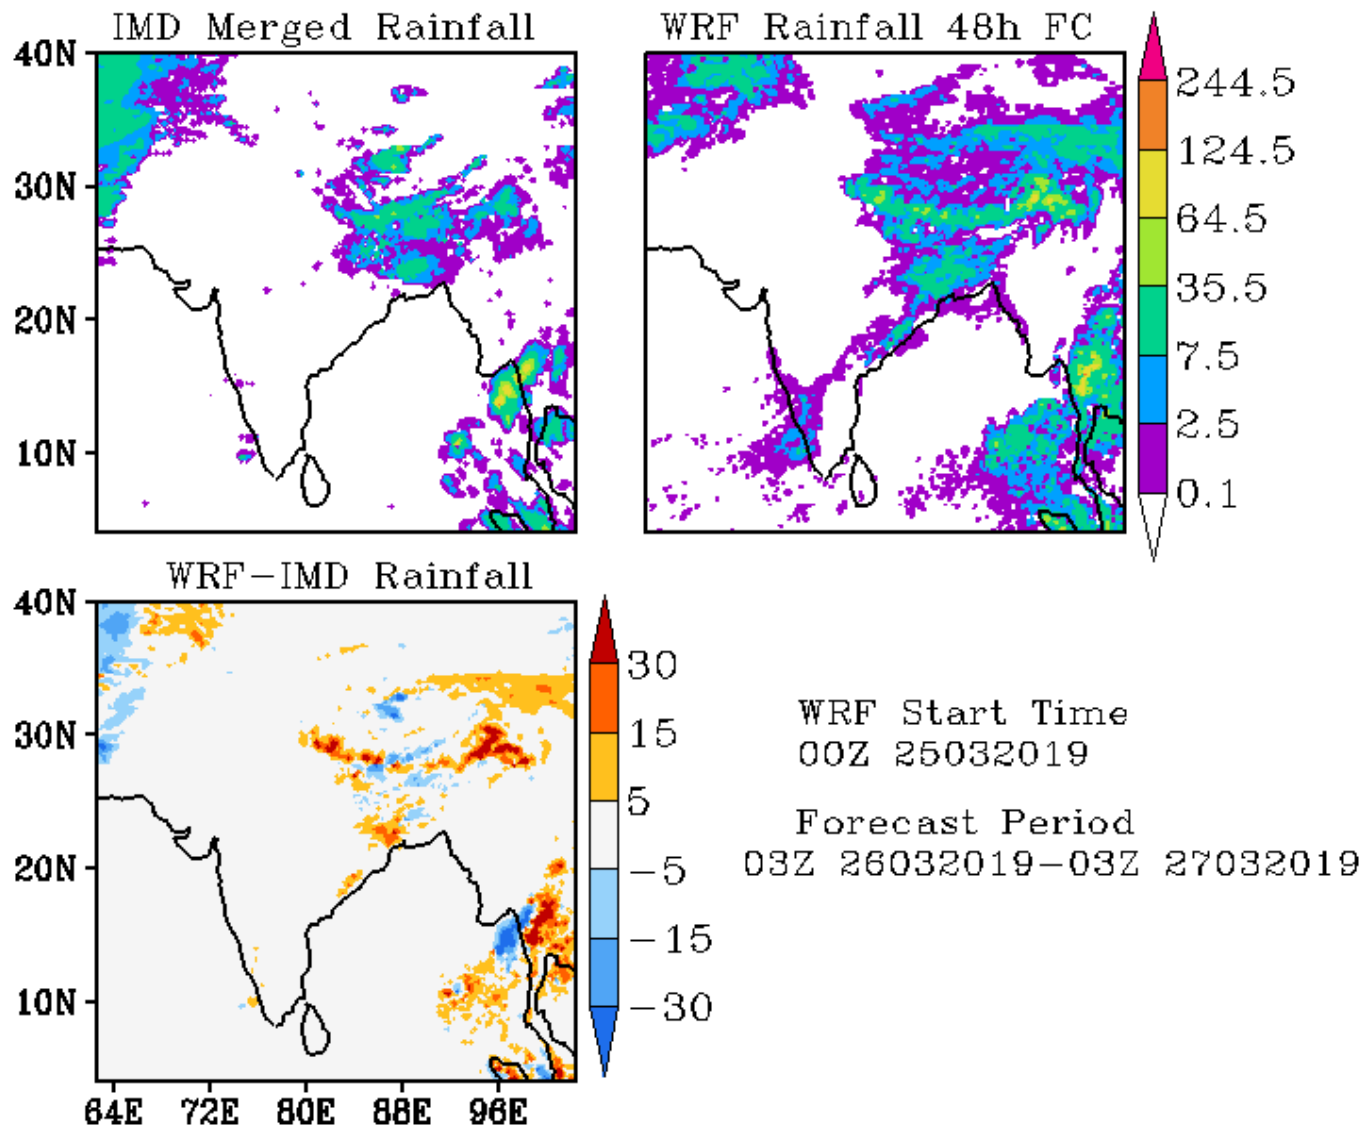 IMD Merged Rainfall
WRF Rainfall 48h FC
40N
30N
20N
10N
244.5
124.5
64.5
35.5
7.5
2.5
0.1
WRF-IMD Rainfall
40N
30N
20N
10N
64E 72E 80E 88E 96E
30
15
5
-5
-15
-30
WRF Start Time
00Z 25032019
Forecast Period
03Z 26032019-03Z 27032019